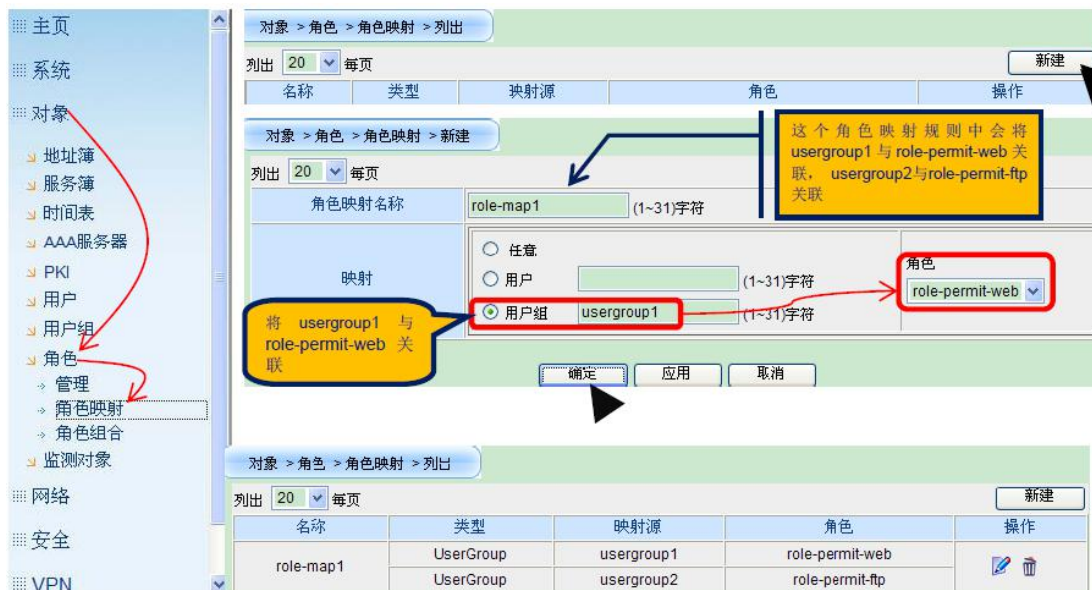 主页
系统
对象
地址簿
服务簿
时间表
AAA服务器
PKI
用户
用户组
角色
管理
角色映射
角色组合
监测对象
网络
安全
VPN
对象 >角色 >角色映射 >列出
列出 20 每页
新建
名称 类型 映射源 角色 操作
对象 >角色 >角色映射 >新建
列出 20 每页
这个角色映射规则中会将
usergroup1 与 role-permit-web 关
联， usergroup2与role-permit-ftp
关联
角色映射名称 role-map1 (1~31)字符
映射
任意
用户 (1~31)字符
用户组 usergroup1 (1~31)字符
角色
role-permit-web
将 usergroup1 与
role-permit-web 关
联
确定 应用 取消
对象 >角色 >角色映射 >列出
列出 20 每页
新建
名称 类型 映射源 角色 操作
role-map1
UserGroup usergroup1 role-permit-web
UserGroup usergroup2 role-permit-ftp